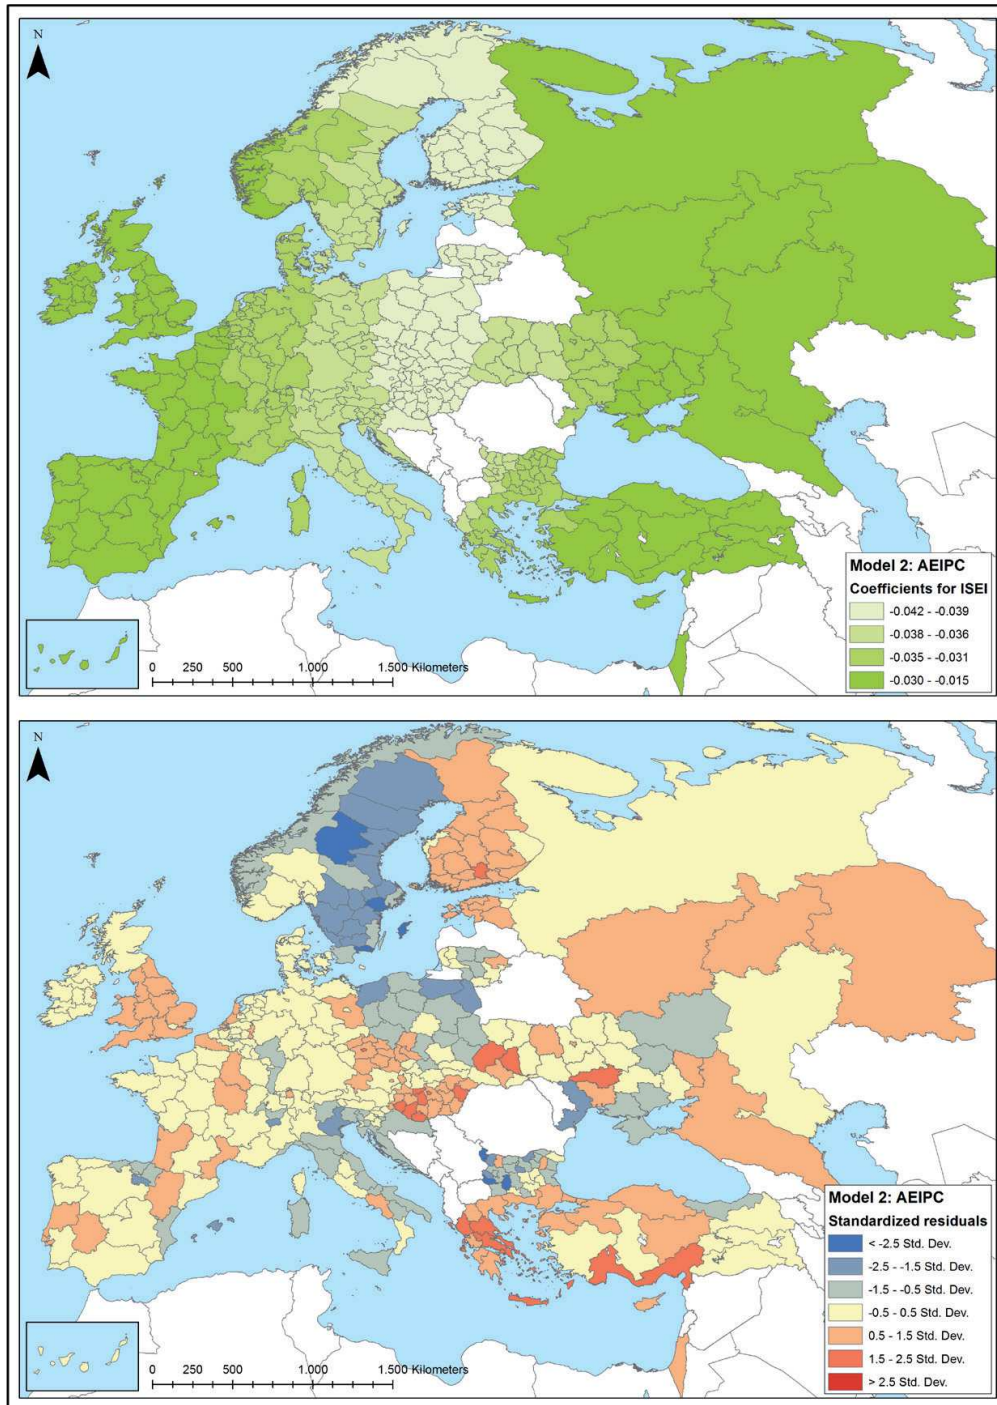 N
Model 2: AEIPC
Coefficients for ISEI
-0.042 - -0.039
-0.038 - -0.036
-0.035 - -0.031
-0.030 - -0.015
0 250 500 1.000 1.500 Kilometers
N
Model 2: AEIPC
Standardized residuals
< -2.5 Std. Dev.
-2.5 - -1.5 Std. Dev.
-1.5 - -0.5 Std. Dev.
-0.5 - 0.5 Std. Dev.
0.5 - 1.5 Std. Dev.
1.5 - 2.5 Std. Dev.
> 2.5 Std. Dev.
0 250 500 1.000 1.500 Kilometers